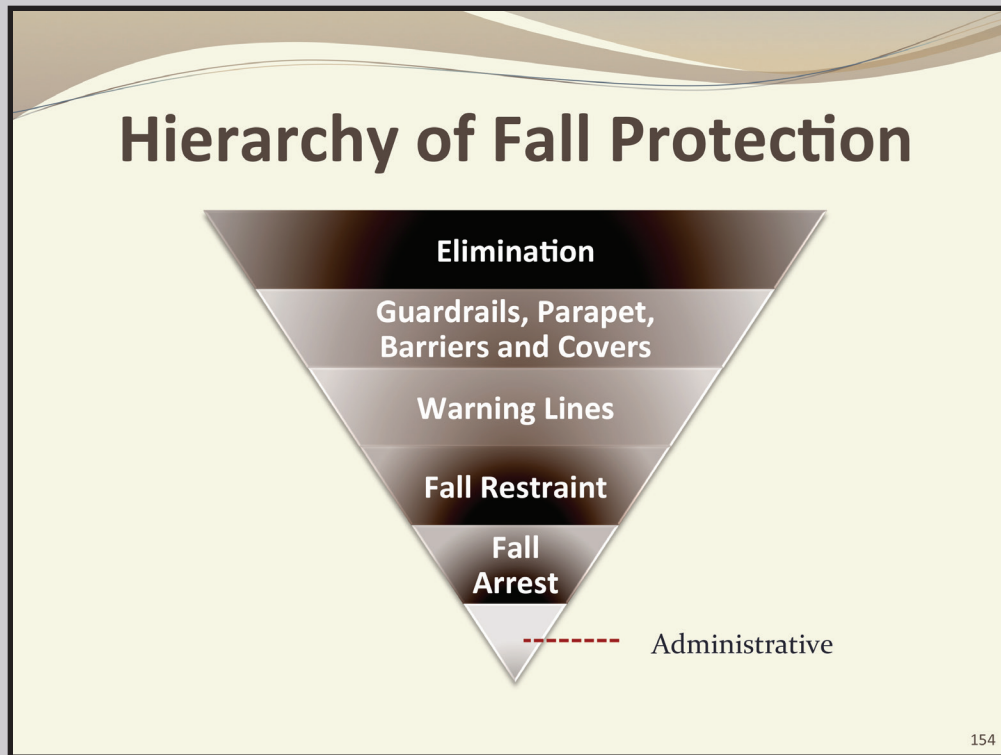 Hierarchy of Fall Protection
Elimination
Guardrails, Parapet,
Barriers and Covers
Warning Lines
Fall Restraint
Fall
Arrest
Administrative
154